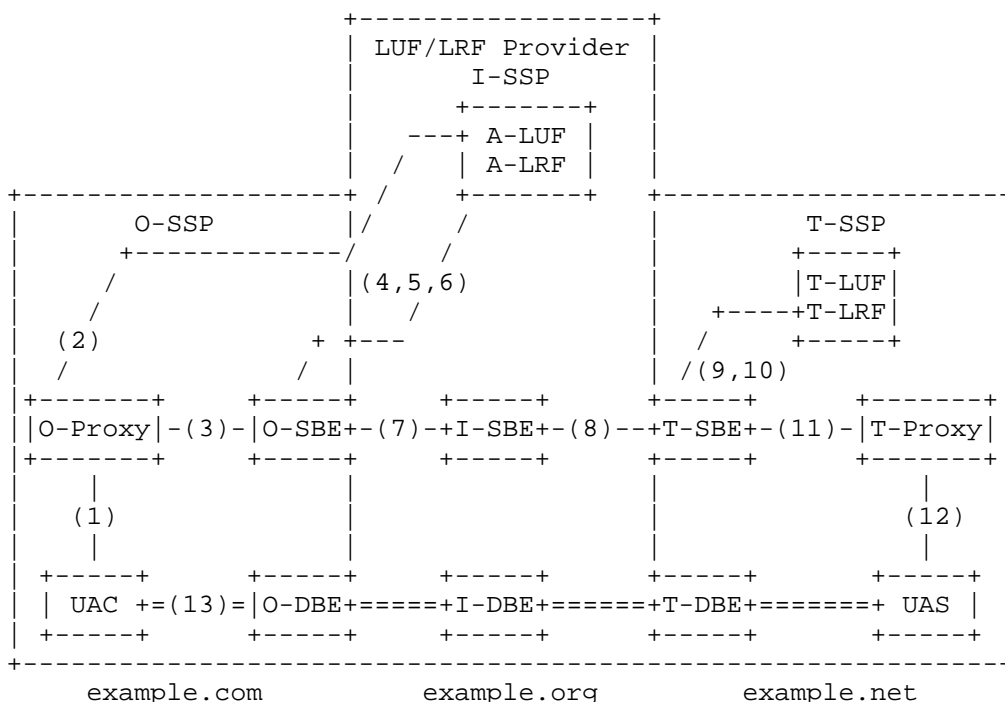 LUF/LRF Provider
I-SSP
A-LUF
A-LRF
O-SSP T-SSP
T-LUF
(4,5,6)
T-LRF
(2)
(9,10)
O-Proxy (3) O-SBE (7) I-SBE (8) T-SBE (11) T-Proxy
(1) (12)
UAC (13) O-DBE I-DBE T-DBE UAS
example.com example.org example.net